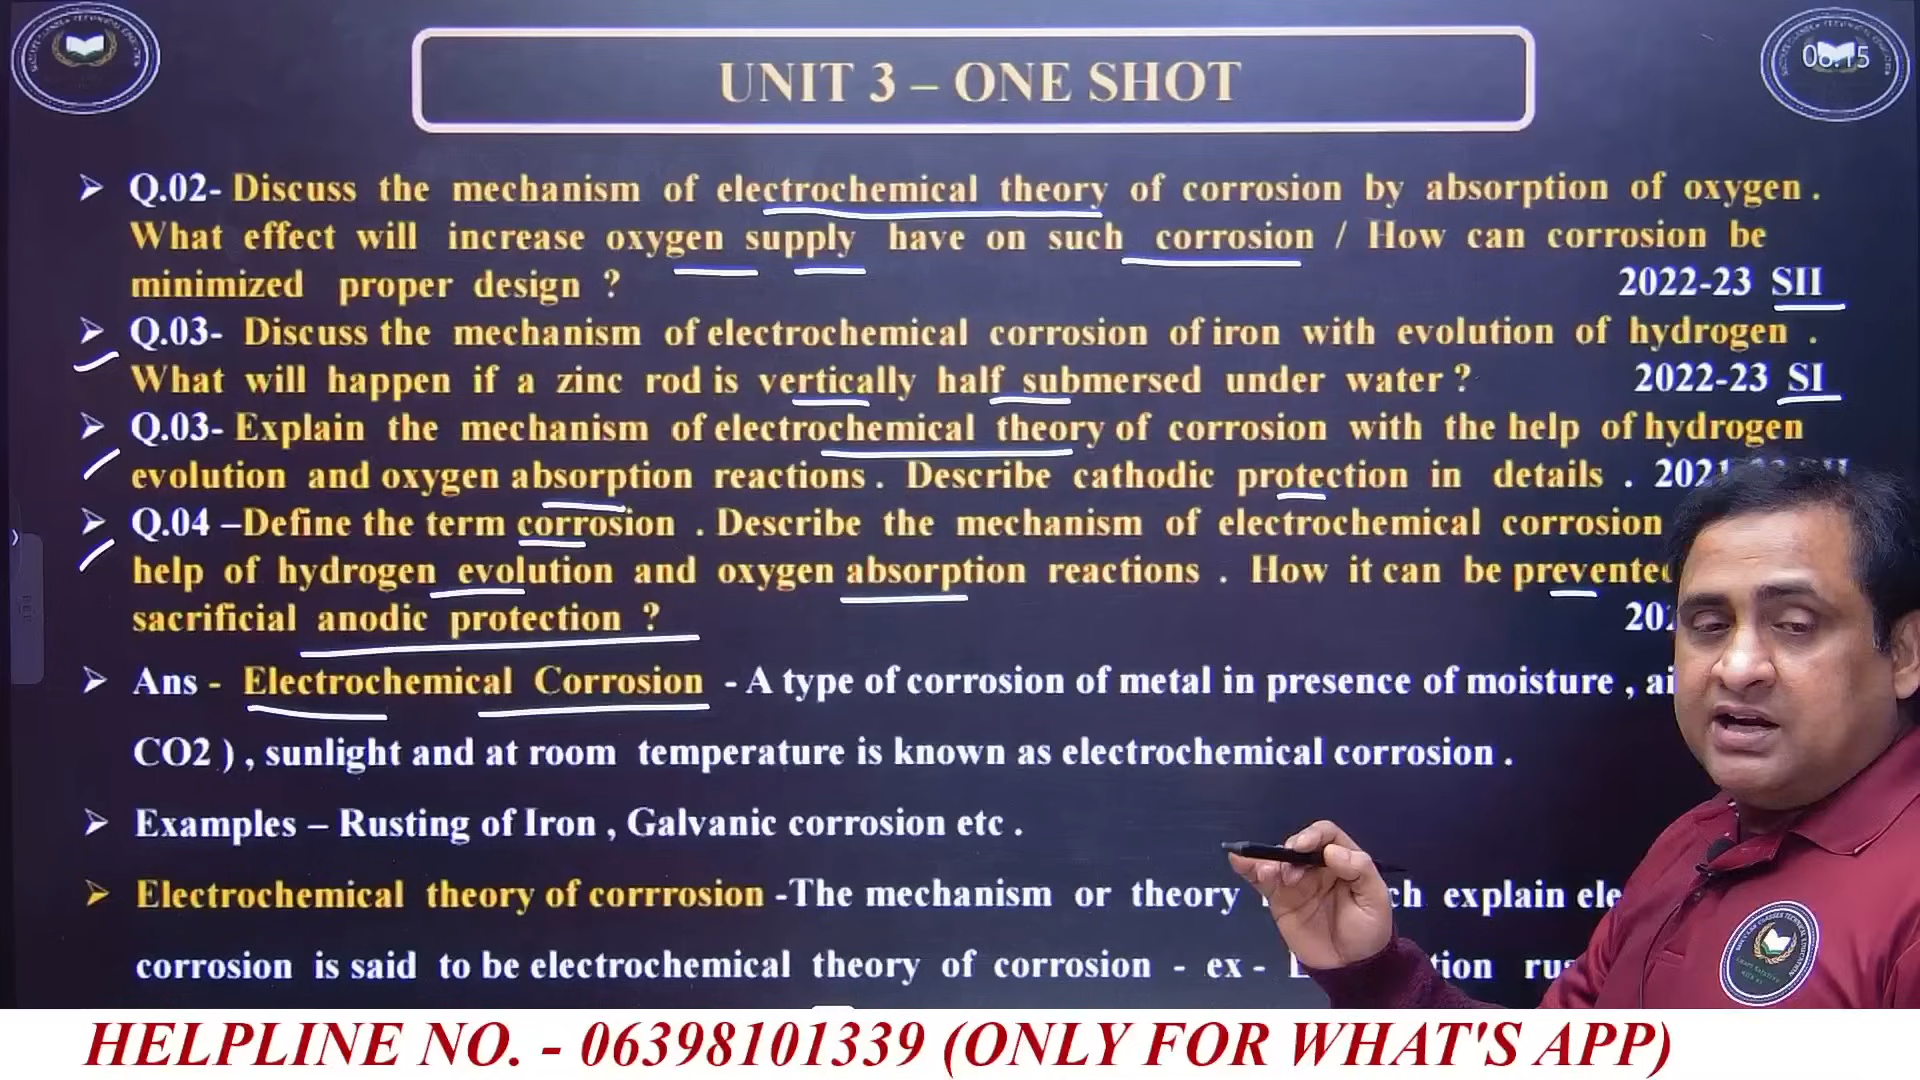 UNIT 3 – ONE SHOT
06:15
➢ Q.02- Discuss the mechanism of electrochemical theory of corrosion by absorption of oxygen .
What effect will increase oxygen supply have on such corrosion / How can corrosion be
minimized proper design ? 2022-23 SII
➢ Q.03- Discuss the mechanism of electrochemical corrosion of iron with evolution of hydrogen .
What will happen if a zinc rod is vertically half submersed under water ? 2022-23 SI
➢ Q.03- Explain the mechanism of electrochemical theory of corrosion with the help of hydrogen
evolution and oxygen absorption reactions . Describe cathodic protection in details .
➢ Q.04 –Define the term corrosion . Describe the mechanism of electrochemical corrosion
help of hydrogen evolution and oxygen absorption reactions . How it can be prevented
sacrificial anodic protection ?
➢ Ans - Electrochemical Corrosion - A type of corrosion of metal in presence of moisture ,
CO2 ) , sunlight and at room temperature is known as electrochemical corrosion .
➢ Examples – Rusting of Iron , Galvanic corrosion etc .
➢ Electrochemical theory of corrrosion -The mechanism or theory explain
corrosion is said to be electrochemical theory of corrosion - ex -
HELPLINE NO. - 06398101339 (ONLY FOR WHAT'S APP)